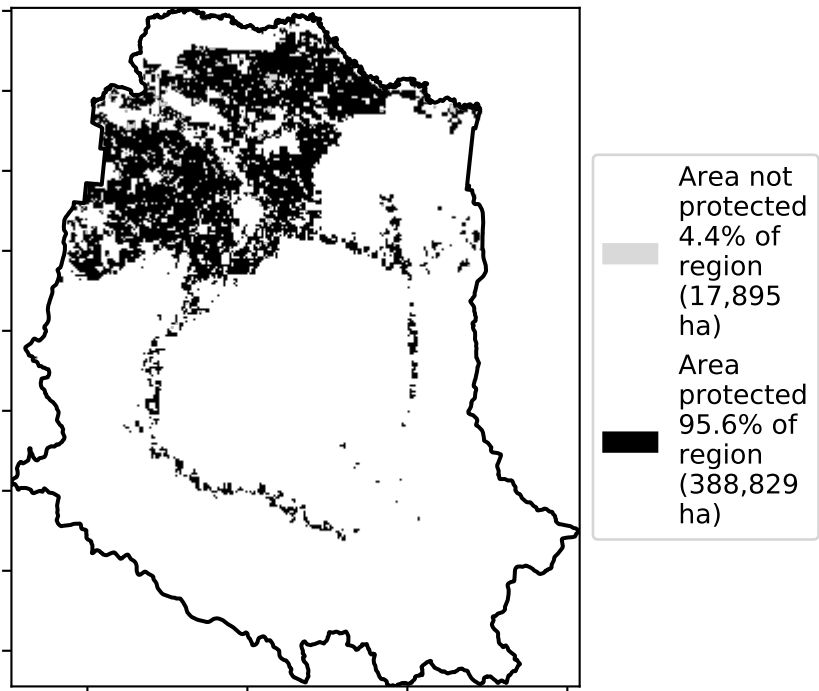 Area not
protected
4.4% of
region
(17,895
ha)
Area
protected
95.6% of
region
(388,829
ha)